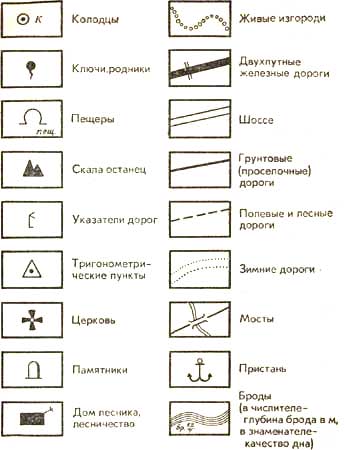 К
Колодцы
Живые изгороди
Ключи, родники
Двухпутные
железные дороги
пещ.
Пещеры
Шоссе
Скала останец
Грунтовые
(проселочные)
дороги
Указатели дорог
Полевые и лесные
дороги
Тригонометри-
ческие пункты
Зимние дороги
Церковь
Мосты
Памятники
Пристань
Дом лесника,
лесничество
бр.
Броды
(в числителе-
глубина брода в м,
в знаменателе-
качество дна)